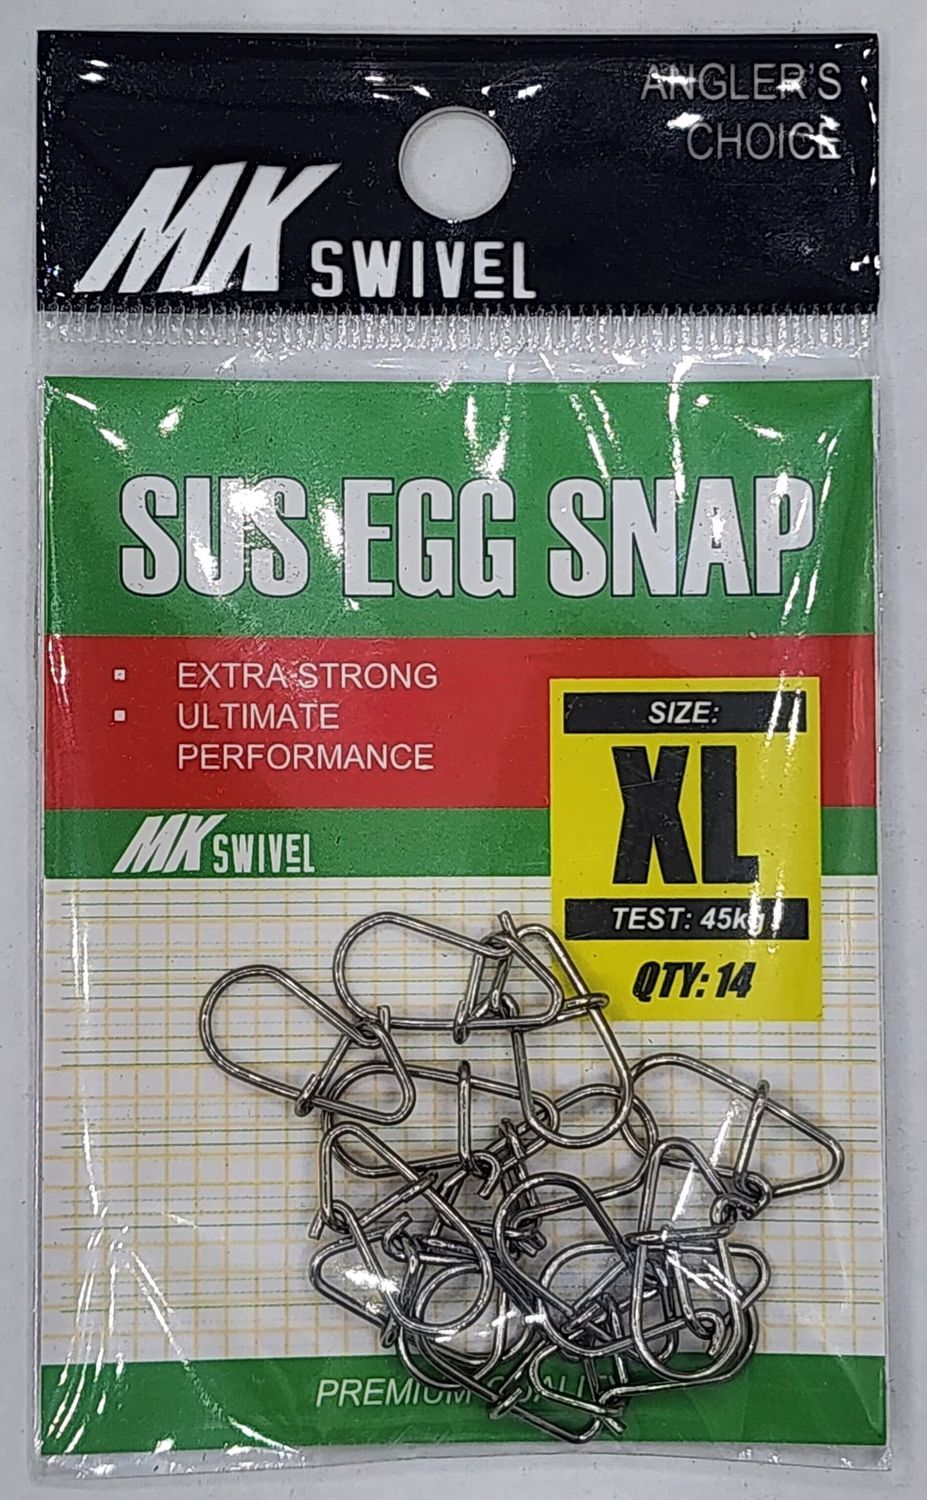 ANGLER'S
CHOICE
MK SWIVEL
SUS EGG SNAP
EXTRA STRONG
ULTIMATE
PERFORMANCE
SIZE:
XL
TEST: 45kg
QTY: 14
MK SWIVEL
PREMIUM QUALITY